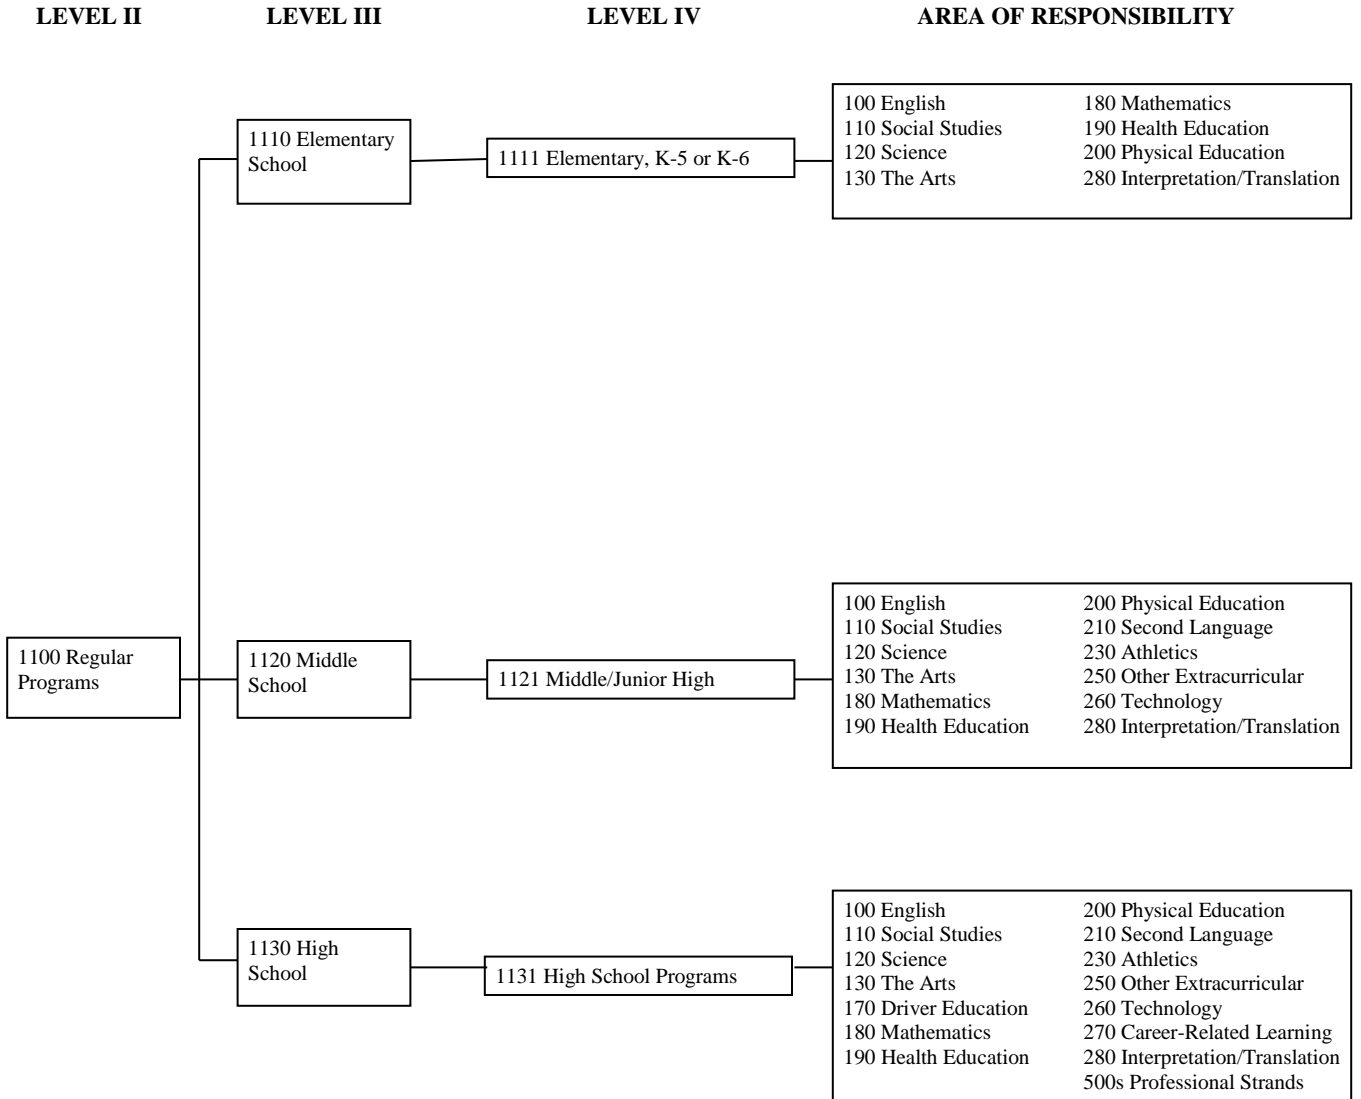 LEVEL II LEVEL III LEVEL IV AREA OF RESPONSIBILITY
1110 Elementary
School
1111 Elementary, K-5 or K-6
100 English 180 Mathematics
110 Social Studies 190 Health Education
120 Science 200 Physical Education
130 The Arts 280 Interpretation/Translation
1100 Regular
Programs
1120 Middle
School
1121 Middle/Junior High
100 English 200 Physical Education
110 Social Studies 210 Second Language
120 Science 230 Athletics
130 The Arts 250 Other Extracurricular
180 Mathematics 260 Technology
190 Health Education 280 Interpretation/Translation
1130 High
School
1131 High School Programs
100 English 200 Physical Education
110 Social Studies 210 Second Language
120 Science 230 Athletics
130 The Arts 250 Other Extracurricular
170 Driver Education 260 Technology
180 Mathematics 270 Career-Related Learning
190 Health Education 280 Interpretation/Translation
500s Professional Strands